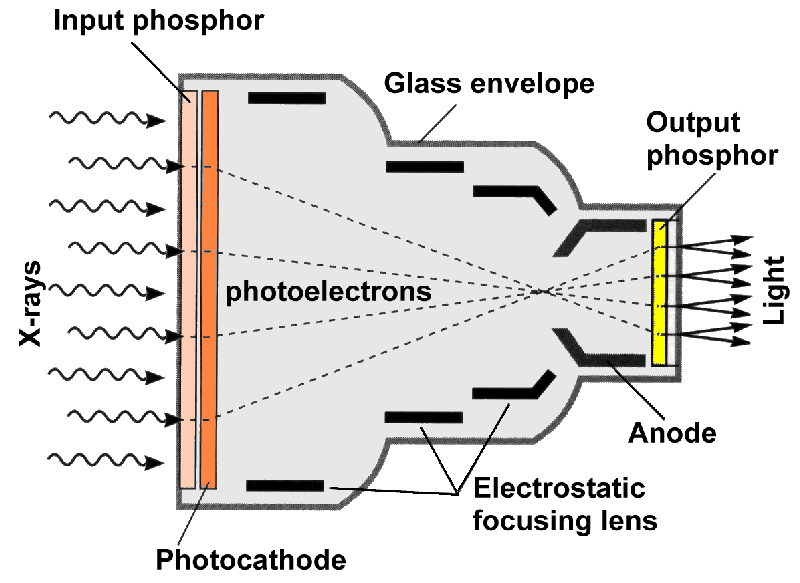 Input phosphor
Glass envelope
Output
phosphor
X-rays
photoelectrons
Light
Anode
Electrostatic
focusing lens
Photocathode